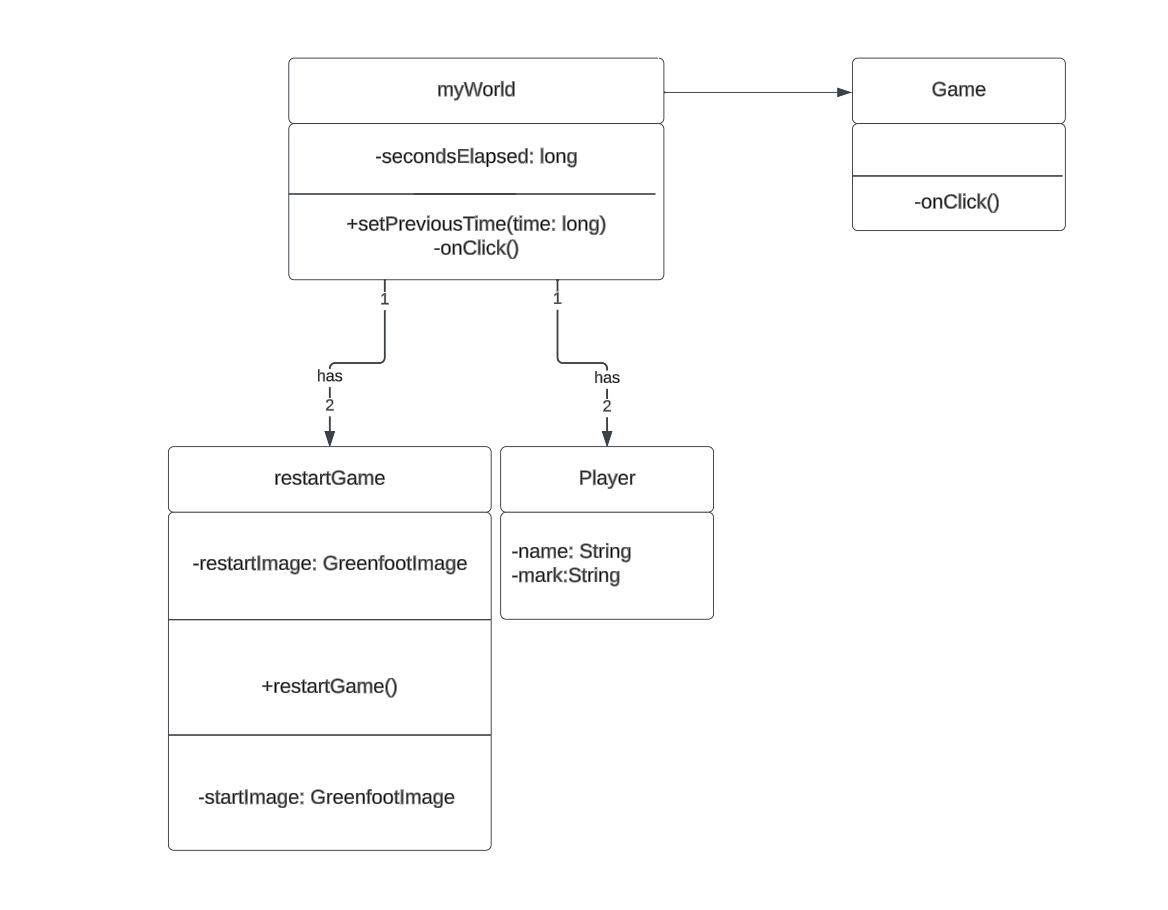 myWorld
Game
-secondsElapsed: long
+setPreviousTime(time: long)
-onClick()
-onClick()
1
1
has
has
2
2
restartGame
Player
-restartImage: GreenfootImage
-name: String
-mark:String
+restartGame()
-startImage: GreenfootImage